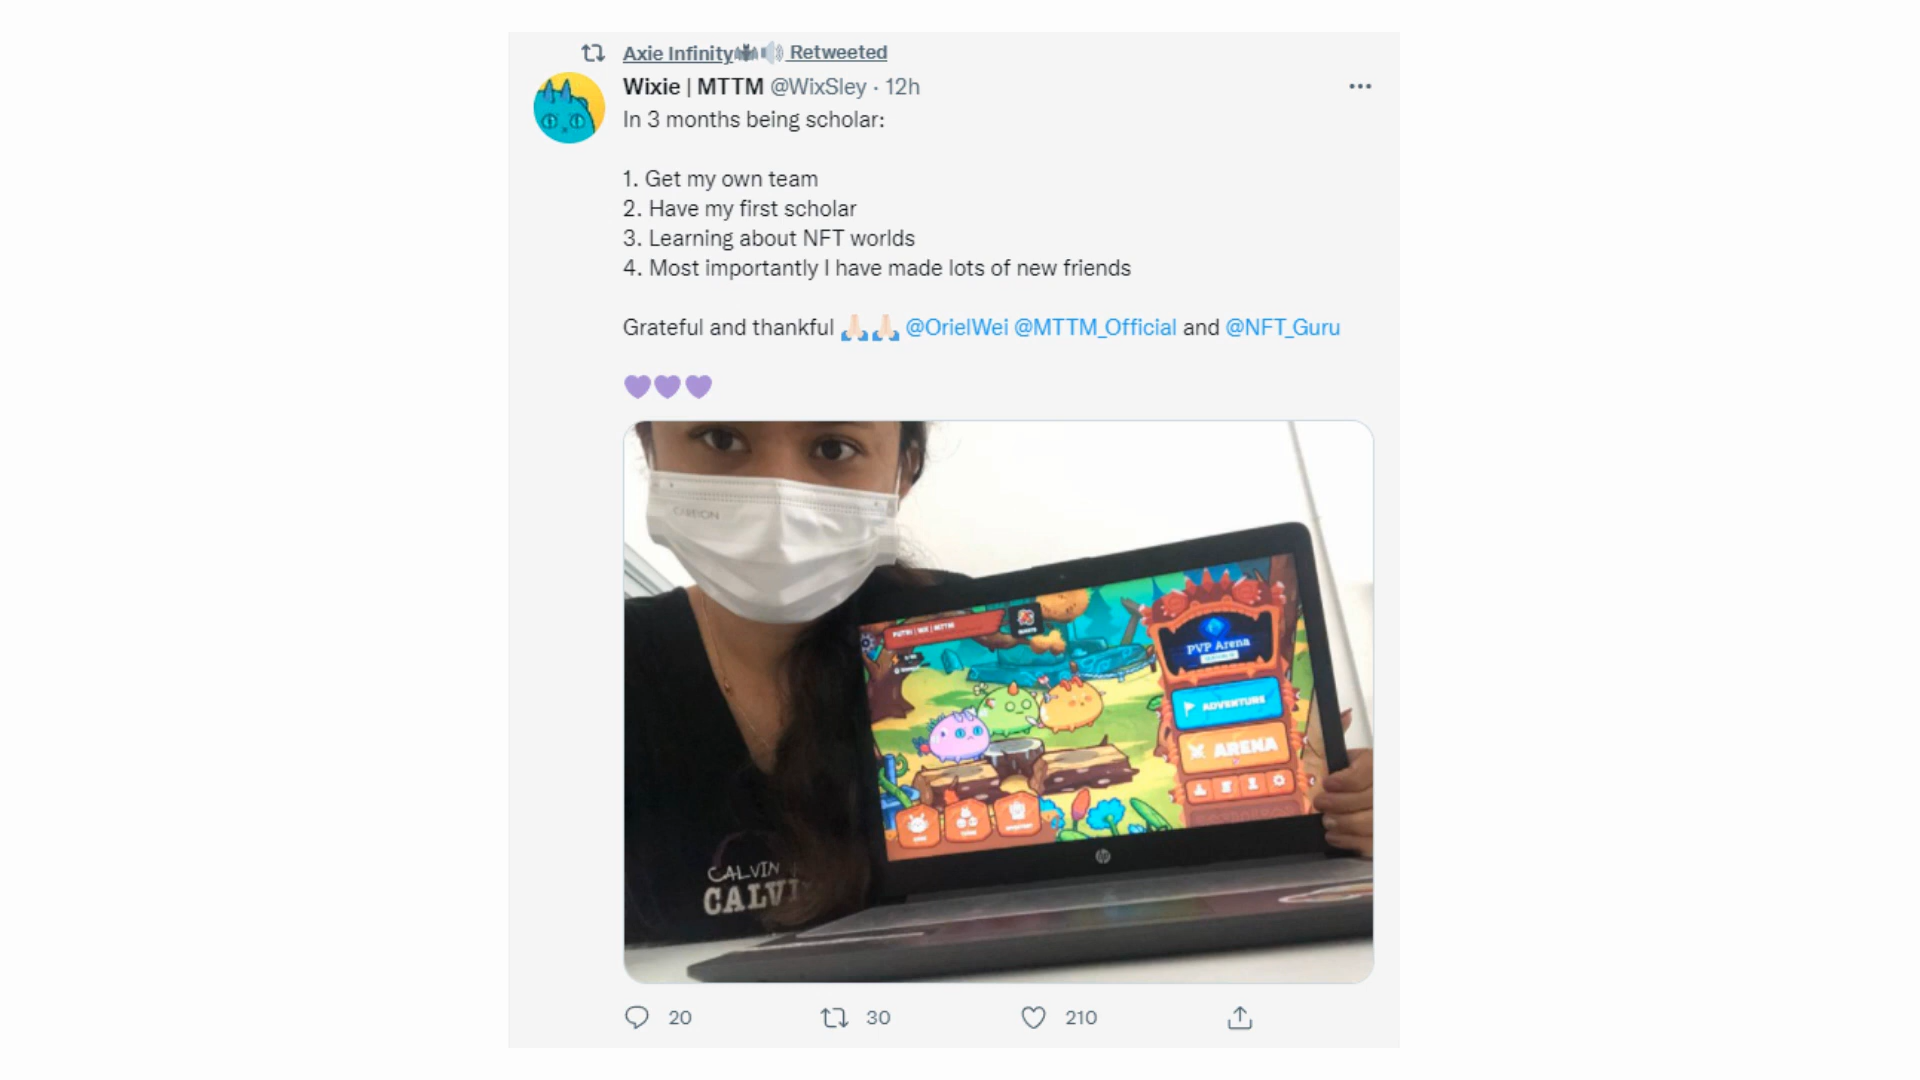 Axie Infinity🦇🔊 Retweeted
Wixie | MTTM @WixSley · 12h
In 3 months being scholar:
1. Get my own team
2. Have my first scholar
3. Learning about NFT worlds
4. Most importantly I have made lots of new friends
Grateful and thankful 🙏🏻🙏🏻 @OrielWei @MTTM_Official and @NFT_Guru
💜💜💜
PVP Arena
ADVENTURE
ARENA
hp
CALVIN
20 30 210